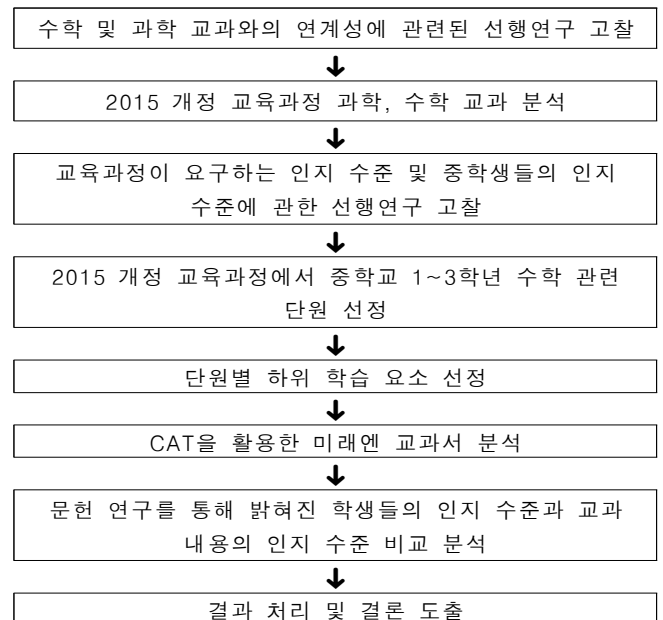 수학 및 과학 교과와의 연계성에 관련된 선행연구 고찰
2015 개정 교육과정 과학, 수학 교과 분석
교육과정이 요구하는 인지 수준 및 중학생들의 인지
수준에 관한 선행연구 고찰
2015 개정 교육과정에서 중학교 1~3학년 수학 관련
단원 선정
단원별 하위 학습 요소 선정
CAT을 활용한 미래엔 교과서 분석
문헌 연구를 통해 밝혀진 학생들의 인지 수준과 교과
내용의 인지 수준 비교 분석
결과 처리 및 결론 도출